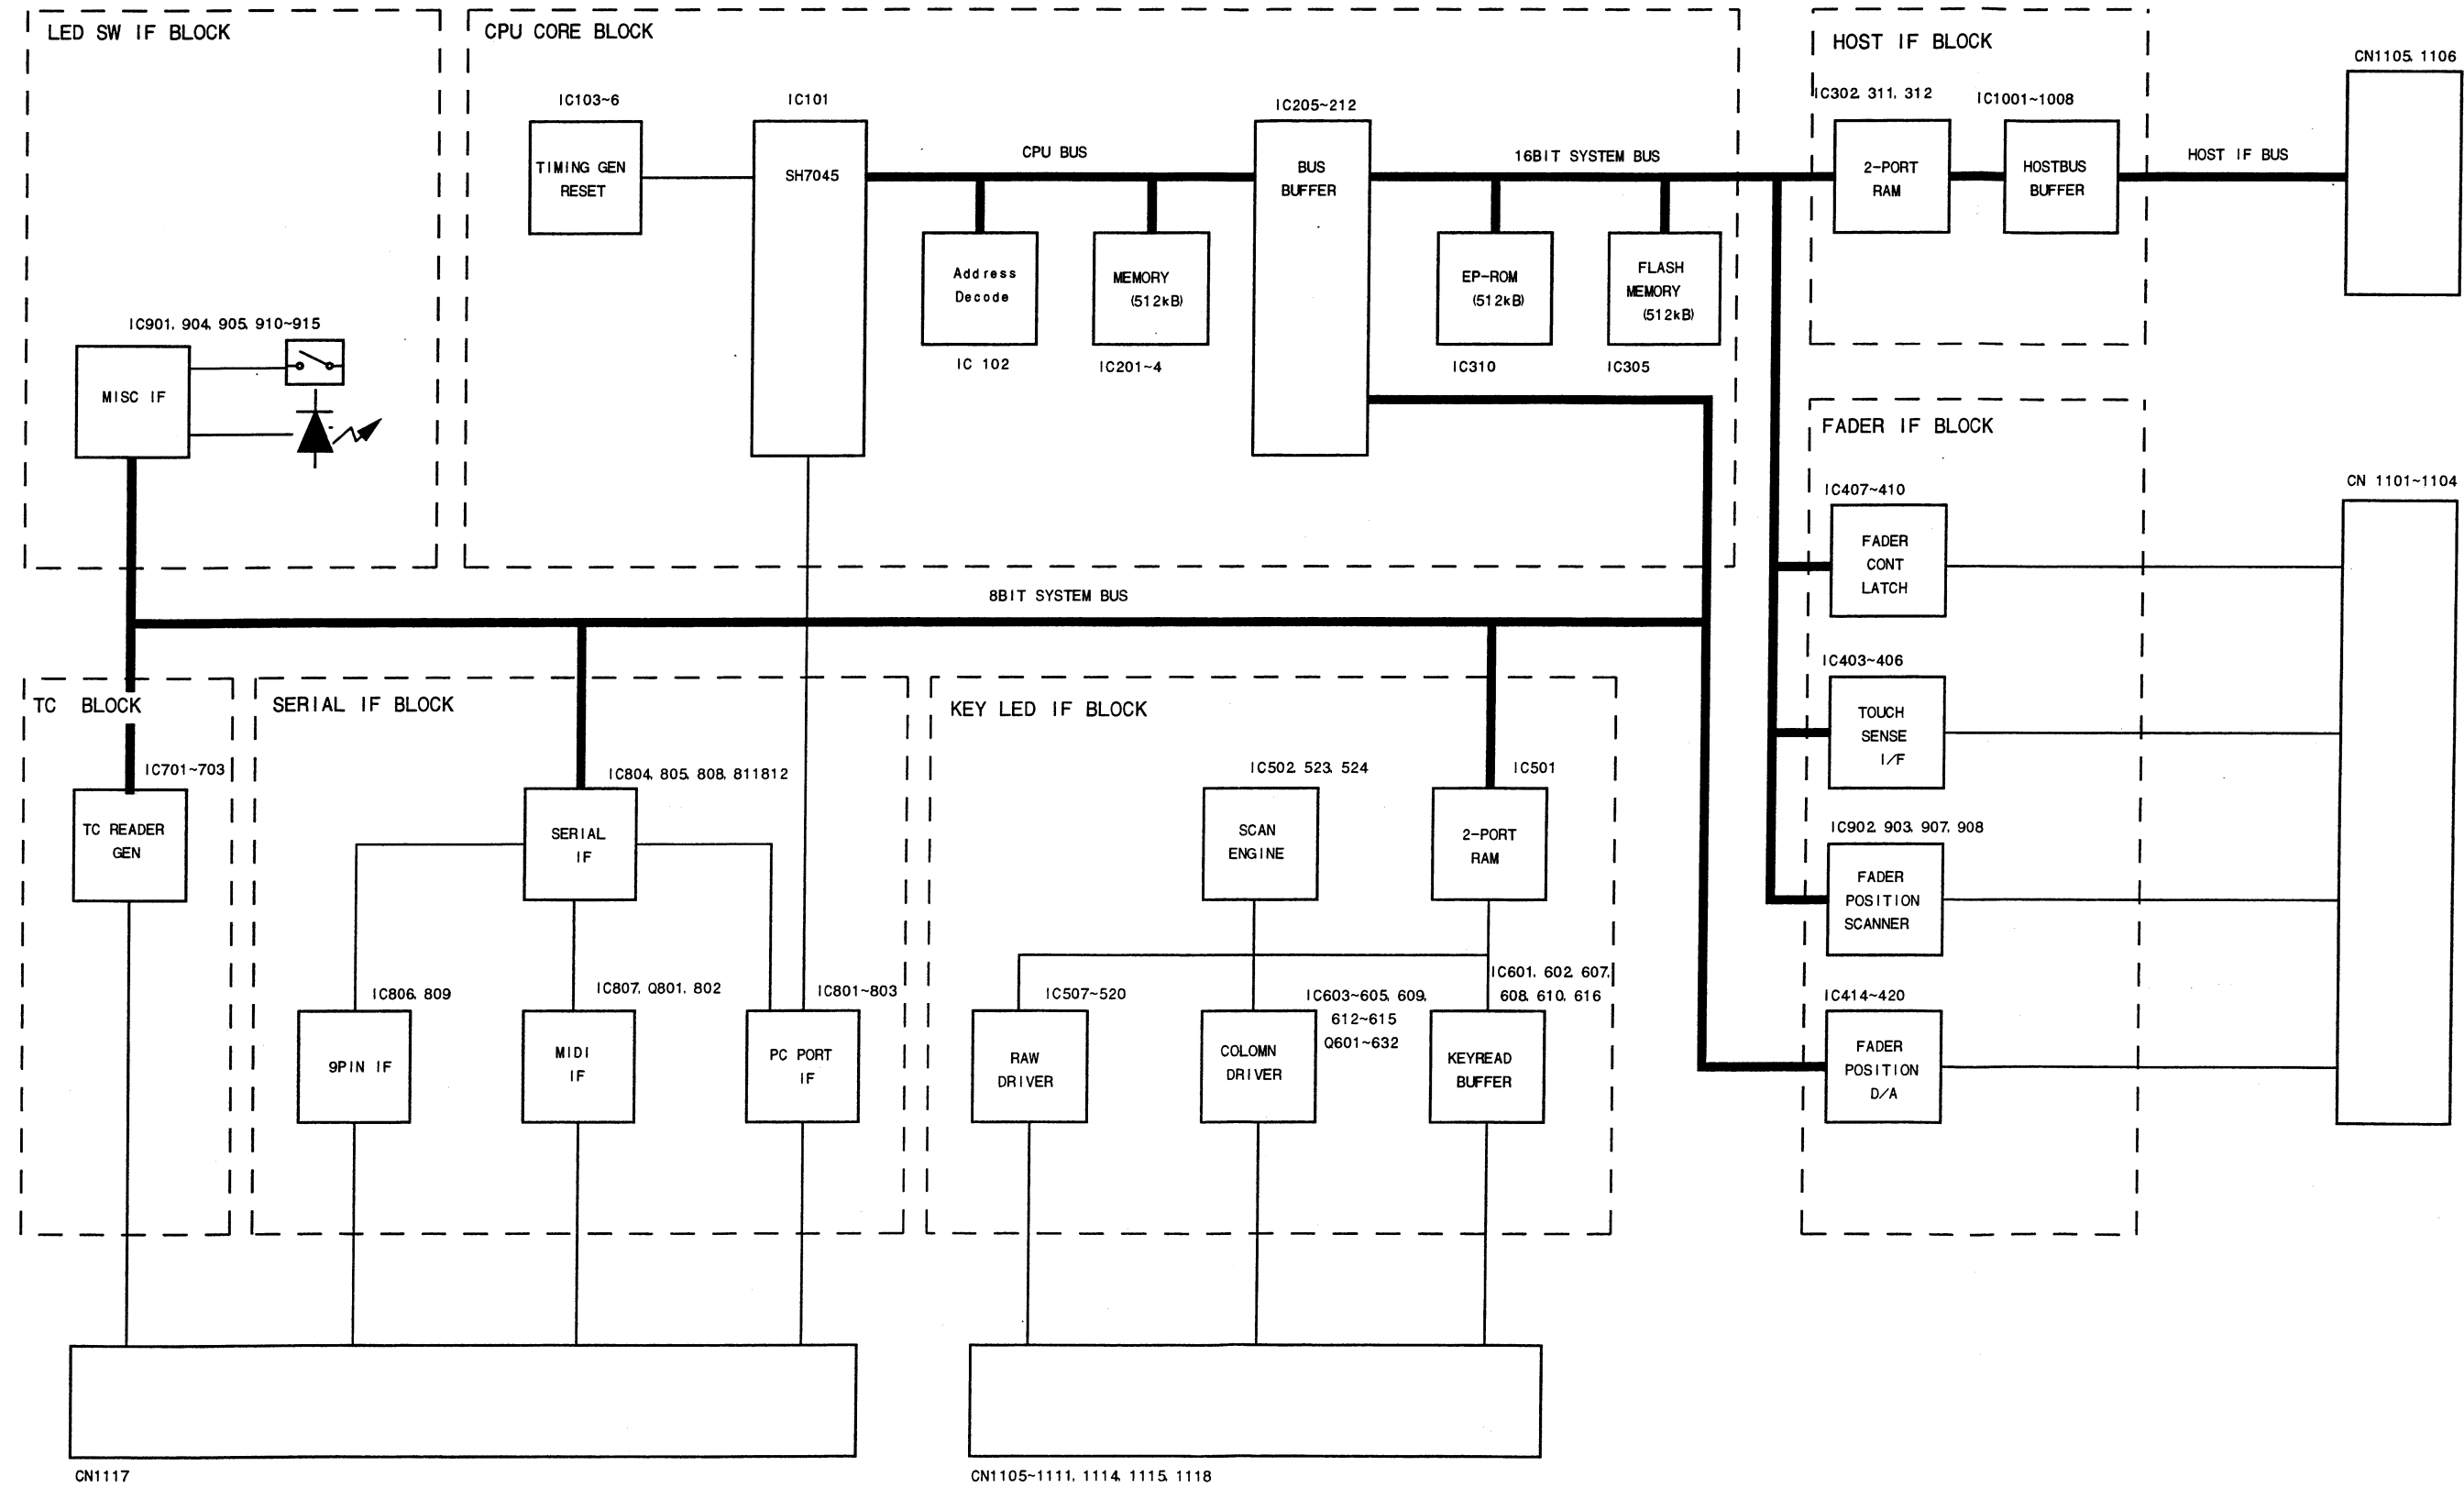 LED SW IF BLOCK
CPU CORE BLOCK
HOST IF BLOCK
CN1105, 1106
IC103~6
IC101
IC205~212
IC302, 311, 312
IC1001~1008
TIMING GEN
RESET
SH7045
CPU BUS
BUS
BUFFER
16BIT SYSTEM BUS
2-PORT
RAM
HOSTBUS
BUFFER
HOST IF BUS
Address
Decode
MEMORY
(512kB)
EP-ROM
(512kB)
FLASH
MEMORY
(512kB)
IC 102
IC201~4
IC310
IC305
IC901, 904, 905, 910~915
MISC IF
FADER IF BLOCK
IC407~410
CN 1101~1104
FADER
CONT
LATCH
8BIT SYSTEM BUS
IC403~406
TOUCH
SENSE
I/F
TC BLOCK
SERIAL IF BLOCK
KEY LED IF BLOCK
IC701~703
IC804, 805, 808, 811812
IC502, 523, 524
IC501
TC READER
GEN
SERIAL
IF
SCAN
ENGINE
2-PORT
RAM
IC902, 903, 907, 908
FADER
POSITION
SCANNER
IC806, 809
IC807, Q801, 802
IC801~803
IC507~520
IC603~605, 609,
612~615
Q601~632
IC601, 602, 607,
608, 610, 616
IC414~420
9PIN IF
MIDI
IF
PC PORT
IF
RAW
DRIVER
COLOMN
DRIVER
KEYREAD
BUFFER
FADER
POSITION
D/A
CN1117
CN1105~1111, 1114, 1115, 1118